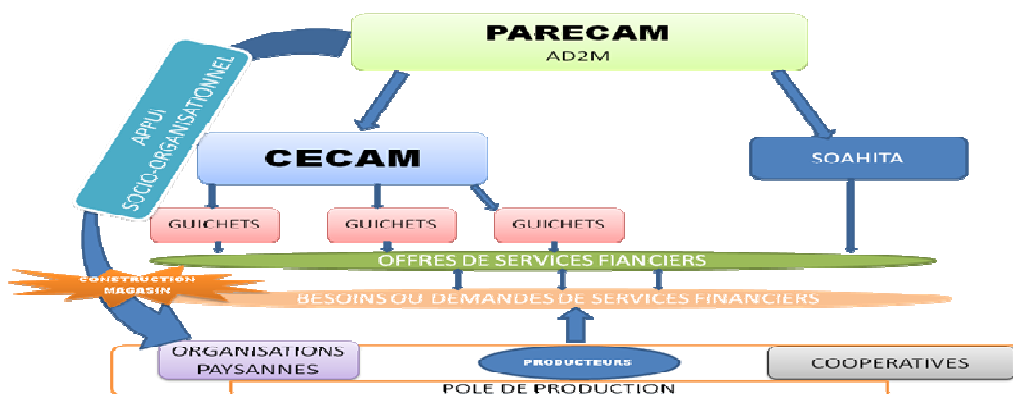 PARECAM
AD2M
APPUI
SOCIO-ORGANISATIONNEL
CECAM
SOAHITA
GUICHETS
GUICHETS
GUICHETS
OFFRES DE SERVICES FIANCIERS
CONSTRUCTION
MAGASIN
BESOINS OU DEMANDES DE SERVICES FINANCIERS
ORGANISATIONS
PAYSANNES
PRODUCTEURS
COOPERATIVES
POLE DE PRODUCTION